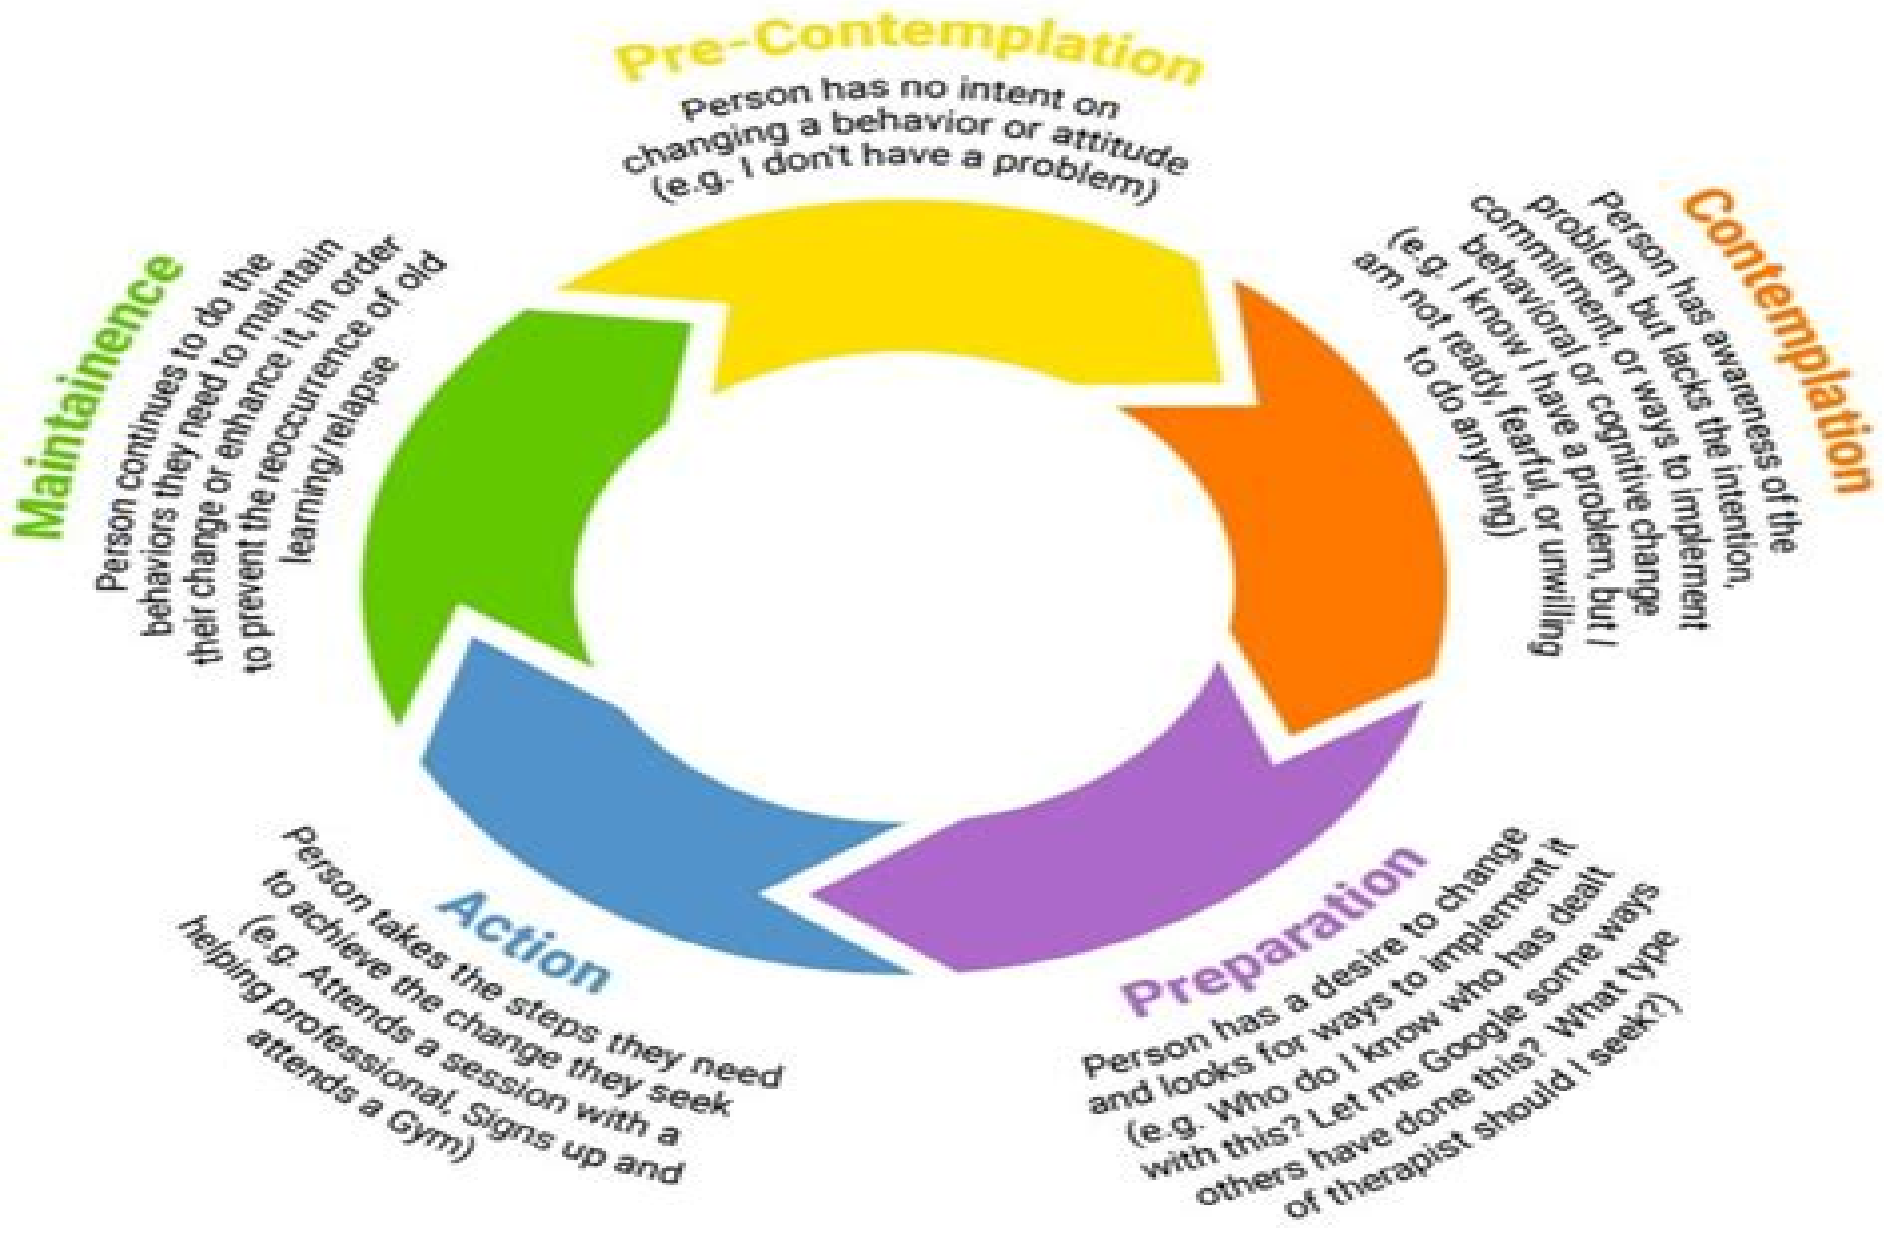 Pre-Contemplation
Person has no intent on
changing a behavior or attitude
(e.g. I don't have a problem)
Contemplation
Person has awareness of the
problem, but lacks the intention,
commitment, or ways to implement
behavioral or cognitive change
(e.g. I know I have a problem, but I
am not ready, fearful, or unwilling
to do anything)
Preparation
Person has a desire to change
and looks for ways to implement it
(e.g. Who do I know who has dealt
with this? Let me Google some ways
others have done this? What type
of therapist should I seek?)
Action
Person takes the steps they need
to achieve the change they seek
(e.g. Attends a session with a
helping professional. Signs up and
attends a Gym)
Maintainence
Person continues to do the
behaviors they need to maintain
their change or enhance it, in order
to prevent the reoccurrence of old
learning/relapse